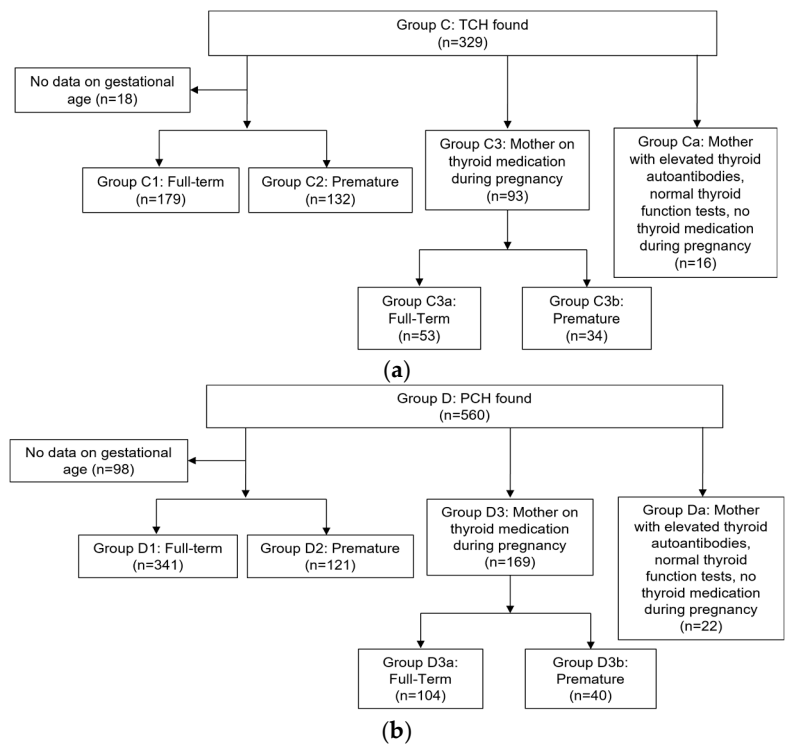 Group C: TCH found
(n=329)
No data on gestational
age (n=18)
Group C1: Full-term
(n=179)
Group C2: Premature
(n=132)
Group C3: Mother on
thyroid medication
during pregnancy
(n=93)
Group Ca: Mother
with elevated thyroid
autoantibodies,
normal thyroid
function tests, no
thyroid medication
during pregnancy
(n=16)
Group C3a:
Full-Term
(n=53)
Group C3b:
Premature
(n=34)
(a)
Group D: PCH found
(n=560)
No data on gestational
age (n=98)
Group D1: Full-term
(n=341)
Group D2: Premature
(n=121)
Group D3: Mother on
thyroid medication
during pregnancy
(n=169)
Group Da: Mother
with elevated thyroid
autoantibodies,
normal thyroid
function tests, no
thyroid medication
during pregnancy
(n=22)
Group D3a:
Full-Term
(n=104)
Group D3b:
Premature
(n=40)
(b)